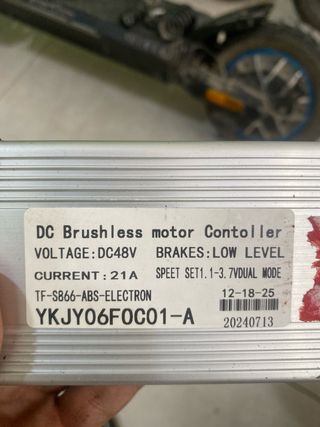 DC Brushless motor Contoller
VOLTAGE:DC48V BRAKES:LOW LEVEL
CURRENT:21A SPEET SET1.1-3.7VDUAL MODE
TF-S866-ABS-ELECTRON 12-18-25
YKJY06F0C01-A 20240713